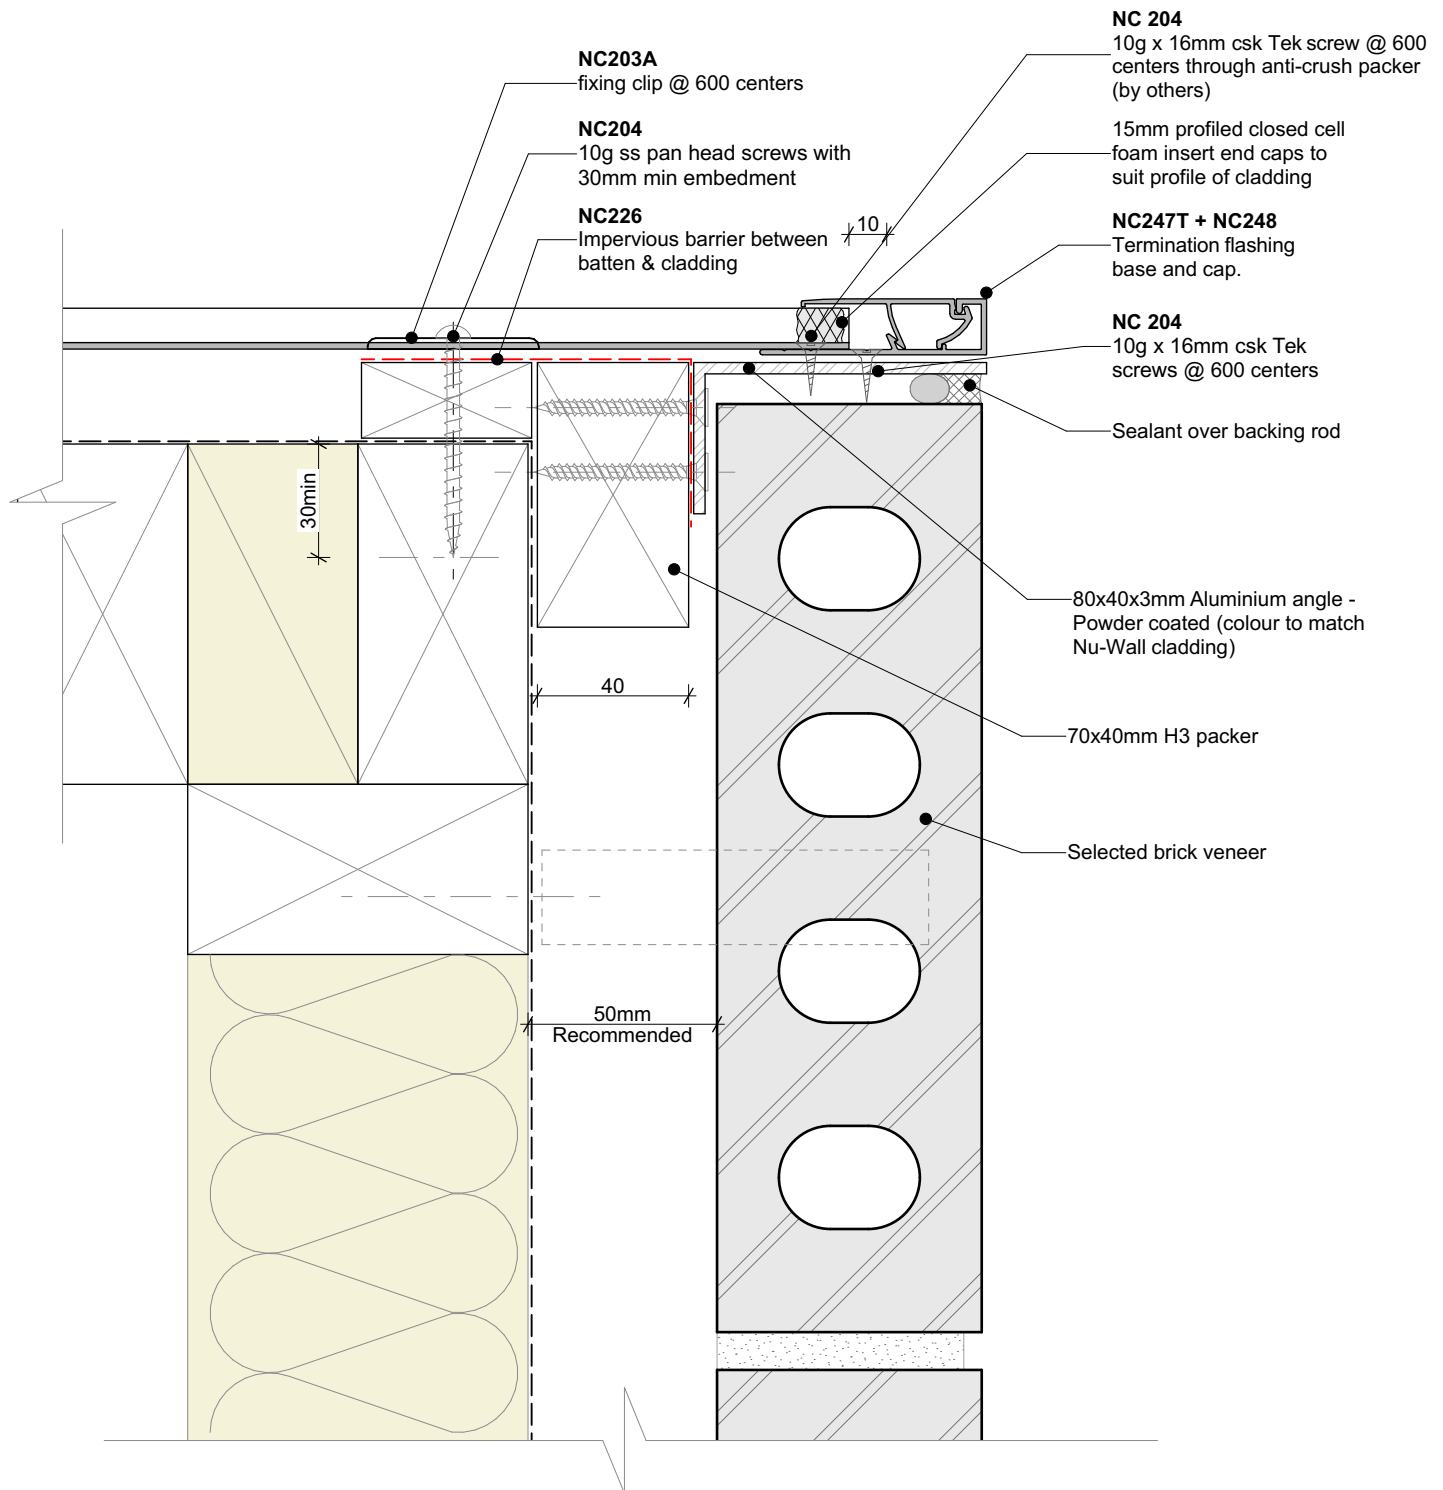 NC203A
fixing clip @ 600 centers
NC204
10g ss pan head screws with
30mm min embedment
NC226
Impervious barrier between
batten & cladding
10
NC 204
10g x 16mm csk Tek screw @ 600
centers through anti-crush packer
(by others)
15mm profiled closed cell
foam insert end caps to
suit profile of cladding
NC247T + NC248
Termination flashing
base and cap.
NC 204
10g x 16mm csk Tek
screws @ 600 centers
Sealant over backing rod
30min
80x40x3mm Aluminium angle -
Powder coated (colour to match
Nu-Wall cladding)
40
70x40mm H3 packer
Selected brick veneer
50mm
Recommended